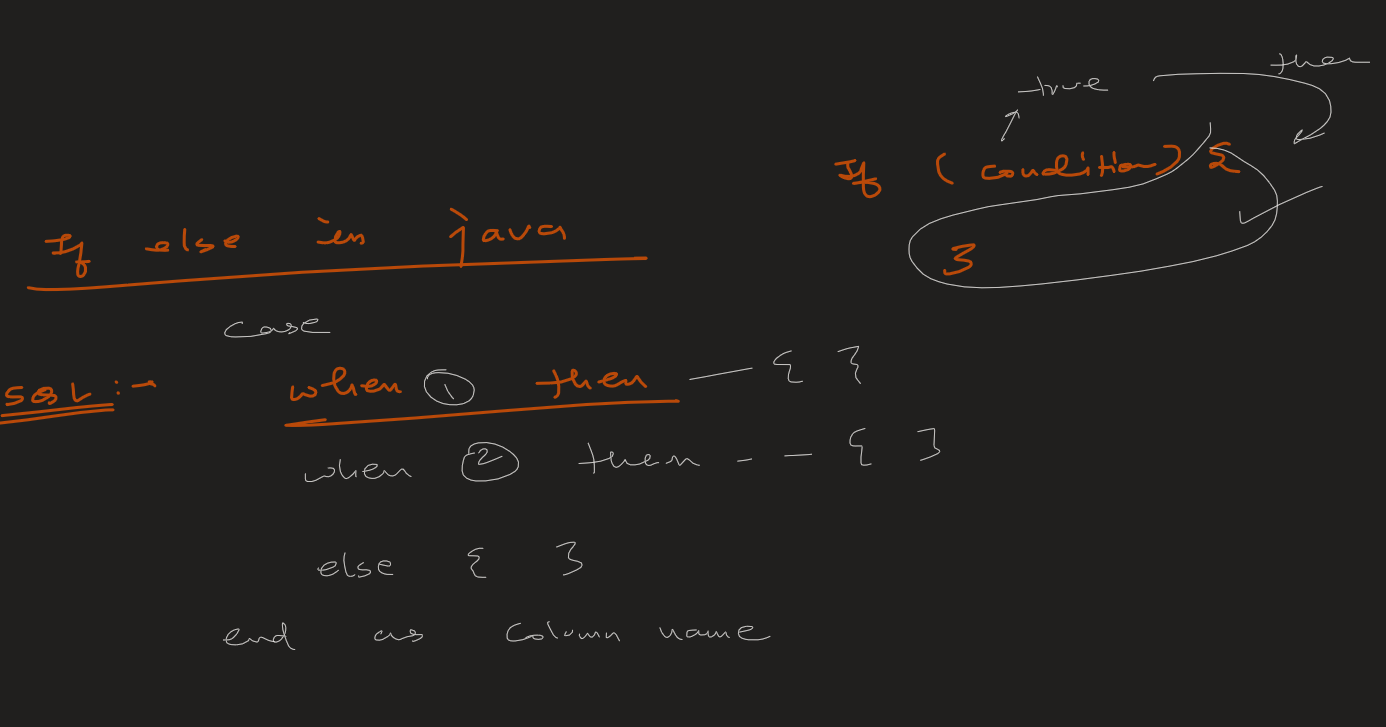 then
true
If (condition) {
}
If else in java
case
SQL :- when ① then — { }
when ② then - - { }
else { }
end as column name